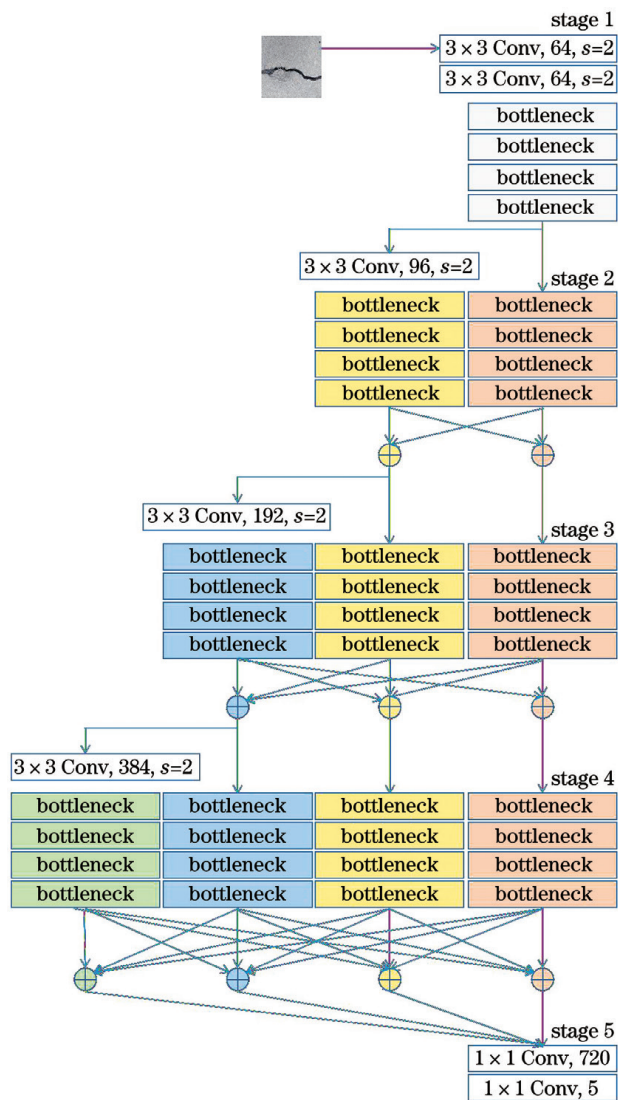 stage 1
3 × 3 Conv, 64, s=2
3 × 3 Conv, 64, s=2
bottleneck
bottleneck
bottleneck
bottleneck
3 × 3 Conv, 96, s=2
stage 2
bottleneck bottleneck
bottleneck bottleneck
bottleneck bottleneck
bottleneck bottleneck
3 × 3 Conv, 192, s=2
stage 3
bottleneck bottleneck bottleneck
bottleneck bottleneck bottleneck
bottleneck bottleneck bottleneck
bottleneck bottleneck bottleneck
3 × 3 Conv, 384, s=2
stage 4
bottleneck bottleneck bottleneck bottleneck
bottleneck bottleneck bottleneck bottleneck
bottleneck bottleneck bottleneck bottleneck
bottleneck bottleneck bottleneck bottleneck
stage 5
1 × 1 Conv, 720
1 × 1 Conv, 5